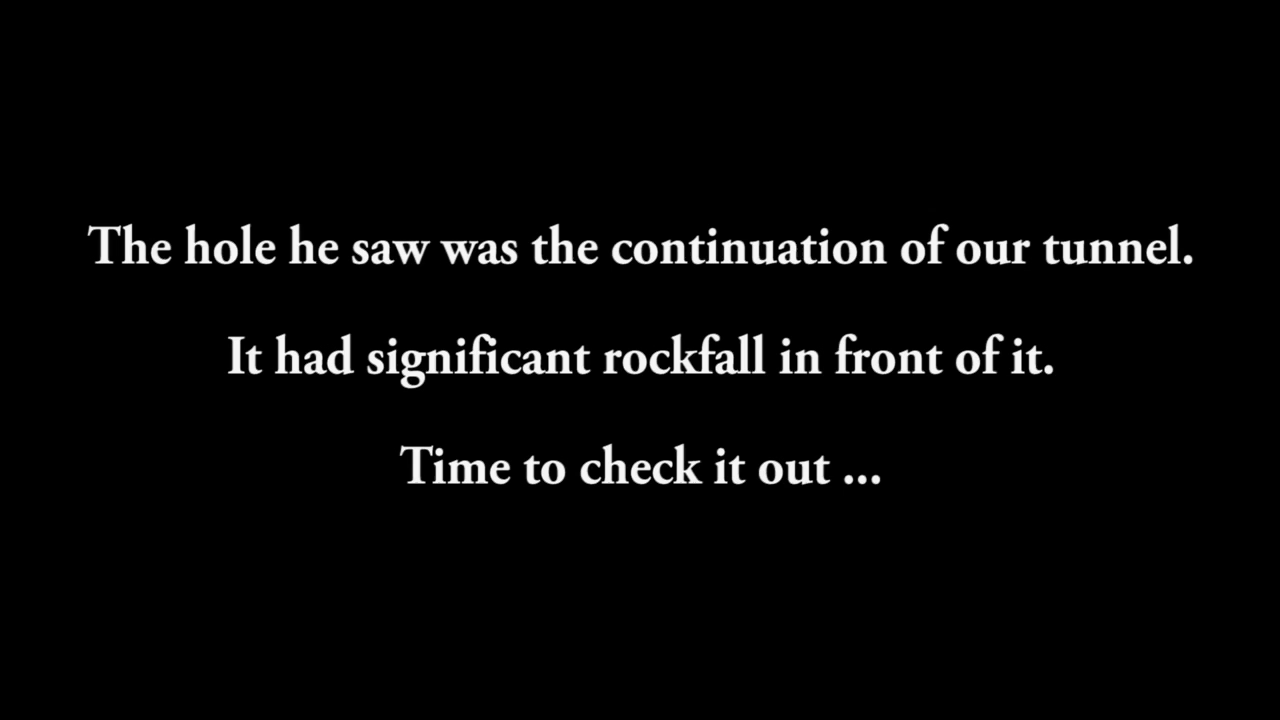 The hole he saw was the continuation of our tunnel.
It had significant rockfall in front of it.
Time to check it out ...